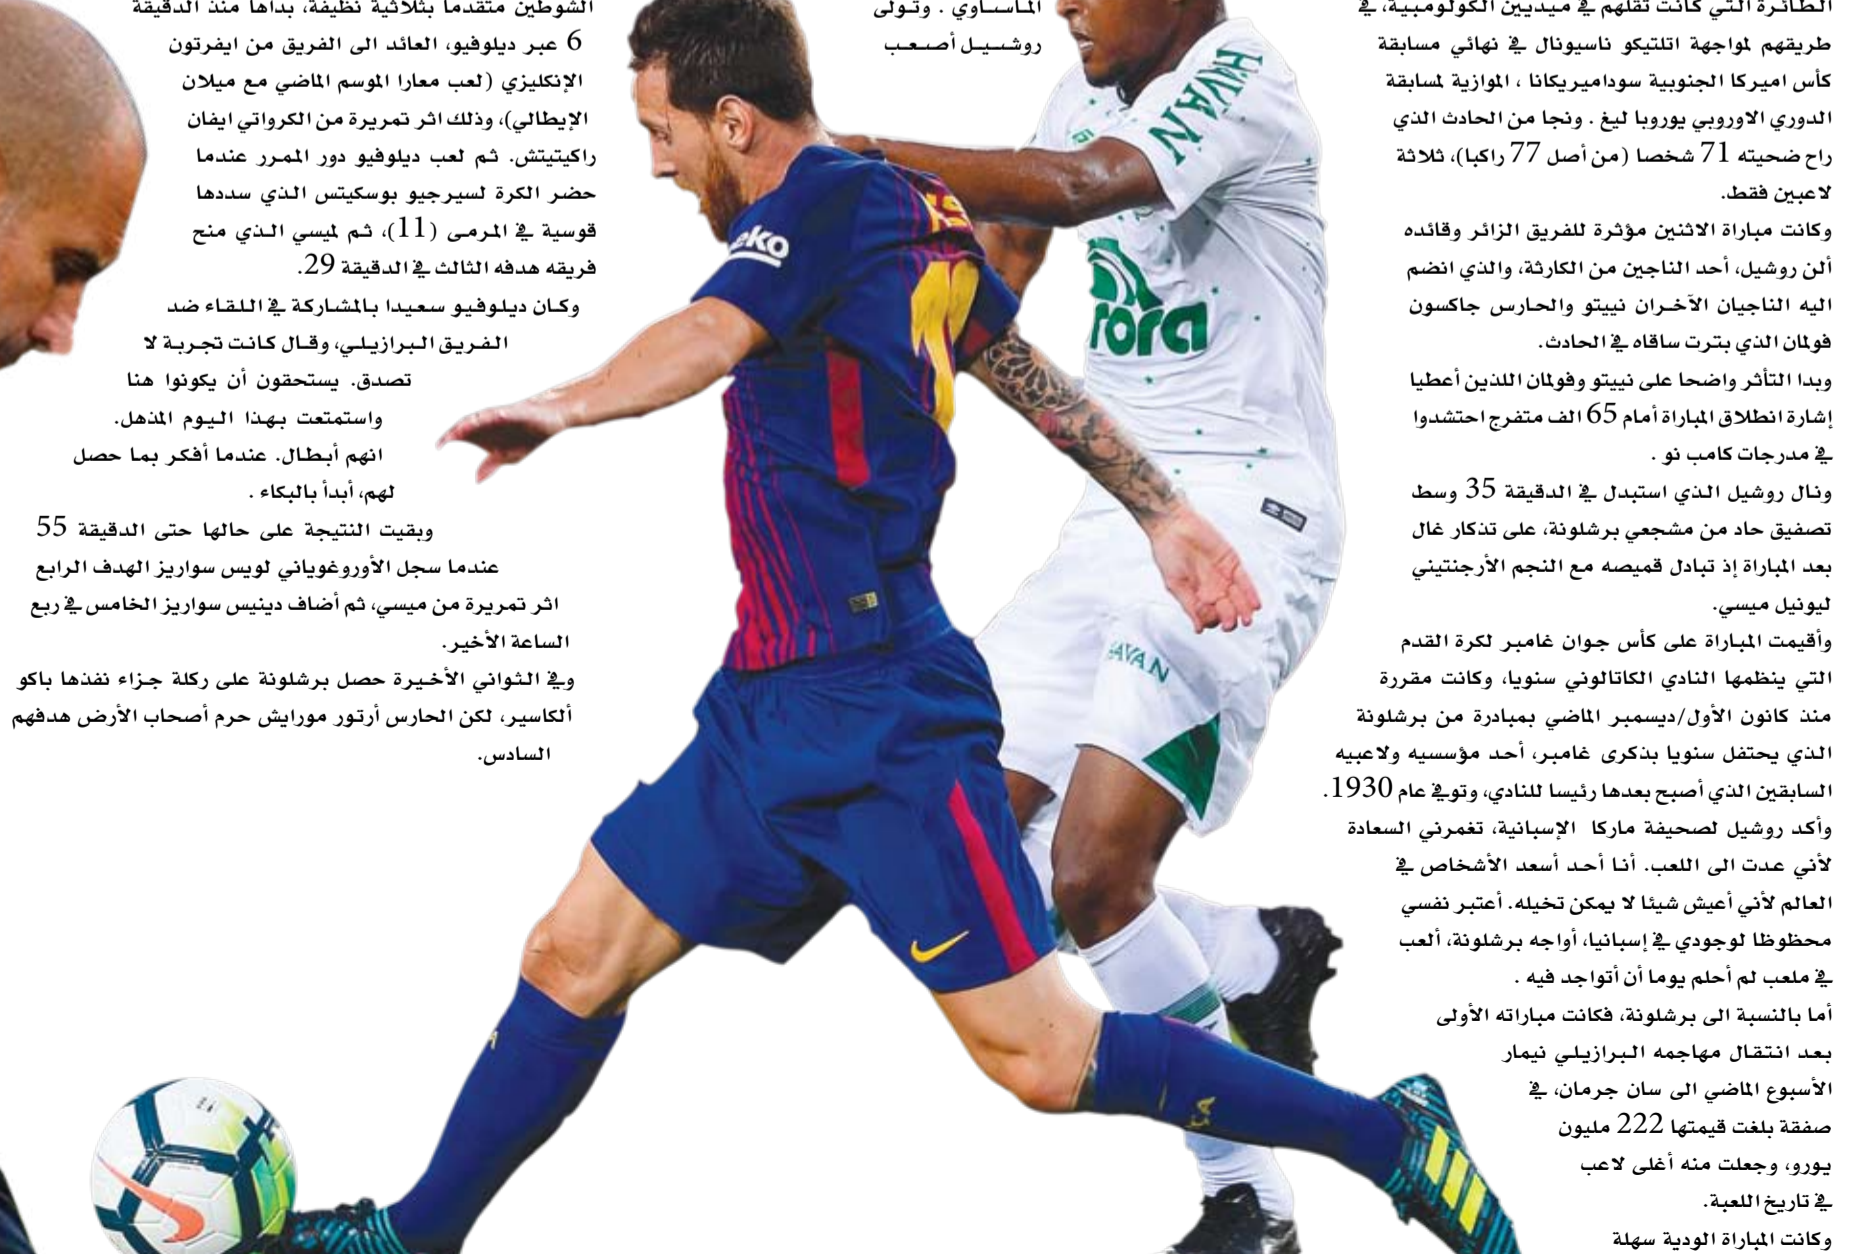 الطائرة التي كانت تقلهم في ميديين الكولومبية، في
طريقهم لمواجهة اتلتيكو ناسيونال في نهائي مسابقة
كأس اميركا الجنوبية سوداميريكانا ، الموازية لمسابقة
الدوري الاوروبي يوروبا ليغ . ونجا من الحادث الذي
راح ضحيته 71 شخصا (من أصل 77 راكبا)، ثلاثة
لاعبين فقط.
وكانت مباراة الاثنين مؤثرة للفريق الزائر وقائده
ألن روشيل، أحد الناجين من الكارثة، والذي انضم
اليه الناجيان الآخران نييتو والحارس جاكسون
فولمان الذي بترت ساقاه في الحادث.
وبدا التأثر واضحا على نييتو وفولمان اللذين أعطيا
إشارة انطلاق المباراة أمام 65 الف متفرج احتشدوا
في مدرجات كامب نو .
ونال روشيل الذي استبدل في الدقيقة 35 وسط
تصفيق حاد من مشجعي برشلونة، على تذكار غال
بعد المباراة إذ تبادل قميصه مع النجم الأرجنتيني
ليونيل ميسي.
وأقيمت المباراة على كأس جوان غامبر لكرة القدم
التي ينظمها النادي الكاتالوني سنويا، وكانت مقررة
منذ كانون الأول/ديسمبر الماضي بمبادرة من برشلونة
الذي يحتفل سنويا بذكرى غامبر، أحد مؤسسيه ولاعبيه
السابقين الذي أصبح بعدها رئيسا للنادي، وتوفي عام 1930.
وأكد روشيل لصحيفة ماركا الإسبانية، تغمرني السعادة
لأني عدت الى اللعب. أنا أحد أسعد الأشخاص في
العالم لأني أعيش شيئا لا يمكن تخيله. أعتبر نفسي
محظوظا لوجودي في إسبانيا، أواجه برشلونة، ألعب
في ملعب لم أحلم يوما أن أتواجد فيه .
أما بالنسبة الى برشلونة، فكانت مباراته الأولى
بعد انتقال مهاجمه البرازيلي نيمار
الأسبوع الماضي الى سان جرمان، في
صفقة بلغت قيمتها 222 مليون
يورو، وجعلت منه أغلى لاعب
في تاريخ اللعبة.
وكانت المباراة الودية سهلة
المأساوي . وتولى
روشيل أصعب
الشوطين متقدما بثلاثية نظيفة، بدأها منذ الدقيقة
6 عبر ديلوفيو، العائد الى الفريق من ايفرتون
الإنكليزي (لعب معارا الموسم الماضي مع ميلان
الإيطالي)، وذلك اثر تمريرة من الكرواتي ايفان
راكيتيتش. ثم لعب ديلوفيو دور الممرر عندما
حضر الكرة لسيرجيو بوسكيتس الذي سددها
قوسية في المرمى (11)، ثم لميسي الذي منح
فريقه هدفه الثالث في الدقيقة 29.
وكان ديلوفيو سعيدا بالمشاركة في اللقاء ضد
الفريق البرازيلي، وقال كانت تجربة لا
تصدق. يستحقون أن يكونوا هنا
واستمتعت بهذا اليوم المذهل.
انهم أبطال. عندما أفكر بما حصل
لهم، أبدأ بالبكاء .
وبقيت النتيجة على حالها حتى الدقيقة 55
عندما سجل الأوروغوياني لويس سواريز الهدف الرابع
اثر تمريرة من ميسي، ثم أضاف دينيس سواريز الخامس في ربع
الساعة الأخير.
وفي الثواني الأخيرة حصل برشلونة على ركلة جزاء نفذها باكو
ألكاسير، لكن الحارس أرتور مورايش حرم أصحاب الأرض هدفهم
السادس.
HAVAN
eko
10
rora
AVAN